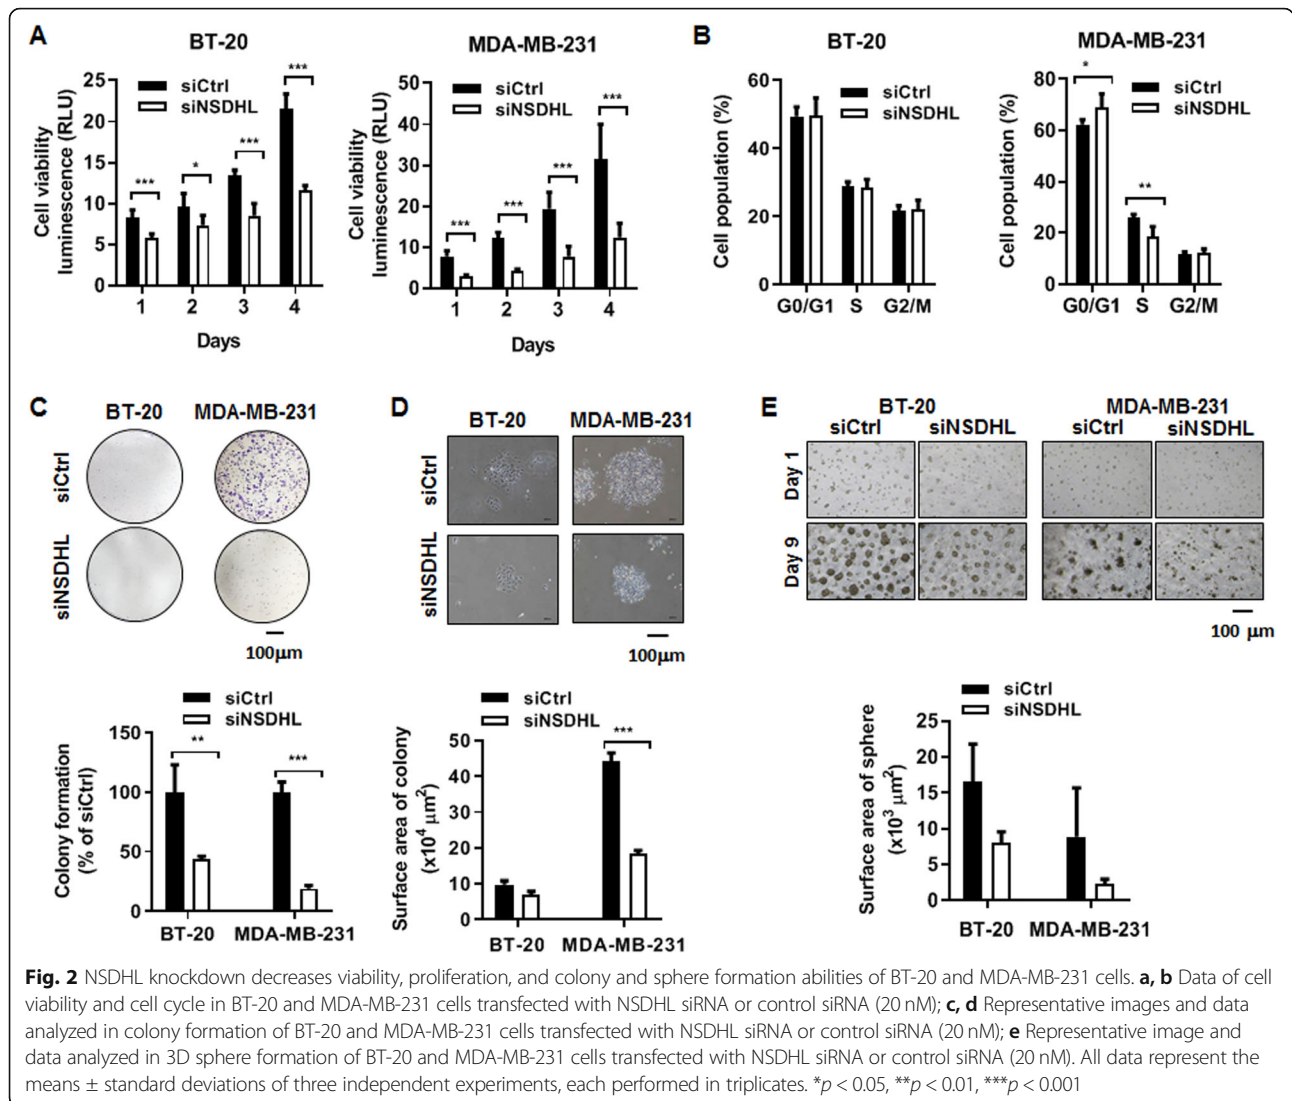 A
BT-20
siCtrl
siNSDHL
Cell viability
luminescence (RLU)
25
20
15
10
5
0
***
*
***
***
1 2 3 4
Days
MDA-MB-231
siCtrl
siNSDHL
Cell viability
luminescence (RLU)
50
40
30
20
10
0
***
***
***
***
1 2 3 4
Days
B
BT-20
siCtrl
siNSDHL
Cell population (%)
60
40
20
0
G0/G1 S G2/M
MDA-MB-231
siCtrl
siNSDHL
Cell population (%)
80
60
40
20
0
*
**
G0/G1 S G2/M
C
BT-20 MDA-MB-231
siCtrl
siNSDHL
100μm
siCtrl
siNSDHL
Colony formation
(% of siCtrl)
150
100
50
0
**
***
BT-20 MDA-MB-231
D
BT-20 MDA-MB-231
siCtrl
siNSDHL
100μm
siCtrl
siNSDHL
Surface area of colony
(x10⁴ μm²)
50
40
30
20
10
0
***
BT-20 MDA-MB-231
E
BT-20 MDA-MB-231
siCtrl siNSDHL siCtrl siNSDHL
Day 1
Day 9
100 μm
siCtrl
siNSDHL
Surface area of sphere
(x10³ μm²)
25
20
15
10
5
0
BT-20 MDA-MB-231
Fig. 2 NSDHL knockdown decreases viability, proliferation, and colony and sphere formation abilities of BT-20 and MDA-MB-231 cells. a, b Data of cell
viability and cell cycle in BT-20 and MDA-MB-231 cells transfected with NSDHL siRNA or control siRNA (20 nM); c, d Representative images and data
analyzed in colony formation of BT-20 and MDA-MB-231 cells transfected with NSDHL siRNA or control siRNA (20 nM); e Representative image and
data analyzed in 3D sphere formation of BT-20 and MDA-MB-231 cells transfected with NSDHL siRNA or control siRNA (20 nM). All data represent the
means ± standard deviations of three independent experiments, each performed in triplicates. *p < 0.05, **p < 0.01, ***p < 0.001